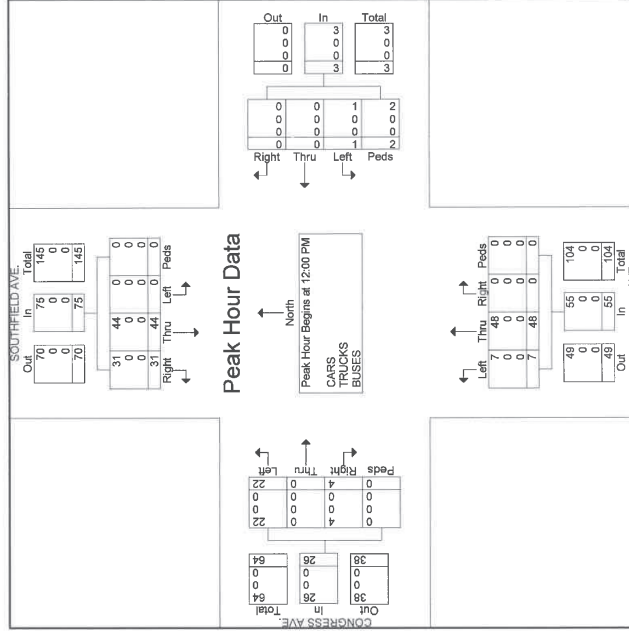 Out In Total
0 3 3
0 0 0
0 0 0
0 3 3
0 0 1 2
0 0 0 0
0 0 0 0
0 0 1 2
Right Thru Left Peds
SOUTHFIELD AVE.
Out In Total
70 75 145
0 0 0
0 0 0
70 75 145
31 44 0 0
0 0 0 0
0 0 0 0
31 44 0 0
Right Thru Left Peds
Peak Hour Data
North
Peak Hour Begins at 12:00 PM
CARS
TRUCKS
BUSES
Left Thru Right Peds
7 48 0 0
0 0 0 0
0 0 0 0
7 48 0 0
49 55 104
0 0 0
0 0 0
49 55 104
Out In Total
CONGRESS AVE.
Total
64 0 0 64
In
26 0 0 26
Out
38 0 0 38
Left
22 0 0 22
Thru
0 0 0 0
Right
4 0 0 4
Peds
0 0 0 0